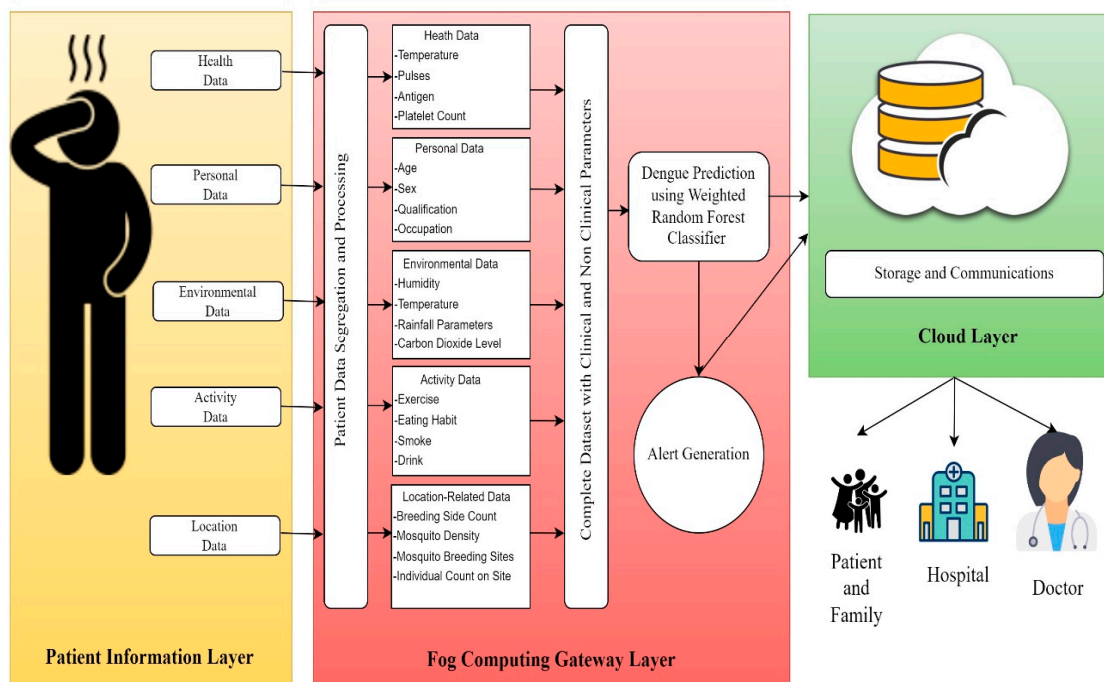 Health
Data
Personal
Data
Environmental
Data
Activity
Data
Location
Data
Patient Information Layer
Patient Data Segregation and Processing
Heath Data
-Temperature
-Pulses
-Antigen
-Platelet Count
Personal Data
-Age
-Sex
-Qualification
-Occupation
Environmental Data
-Humidity
-Temperature
-Rainfall Parameters
-Carbon Dioxide Level
Activity Data
-Exercise
-Eating Habit
-Smoke
-Drink
Location-Related Data
-Breeding Side Count
-Mosquito Density
-Mosquito Breeding Sites
-Individual Count on Site
Complete Dataset with Clinical and Non Clinical Parameters
Dengue Prediction
using Weighted
Random Forest
Classifier
Alert Generation
Fog Computing Gateway Layer
Storage and Communications
Cloud Layer
Patient
and
Family
Hospital
Doctor